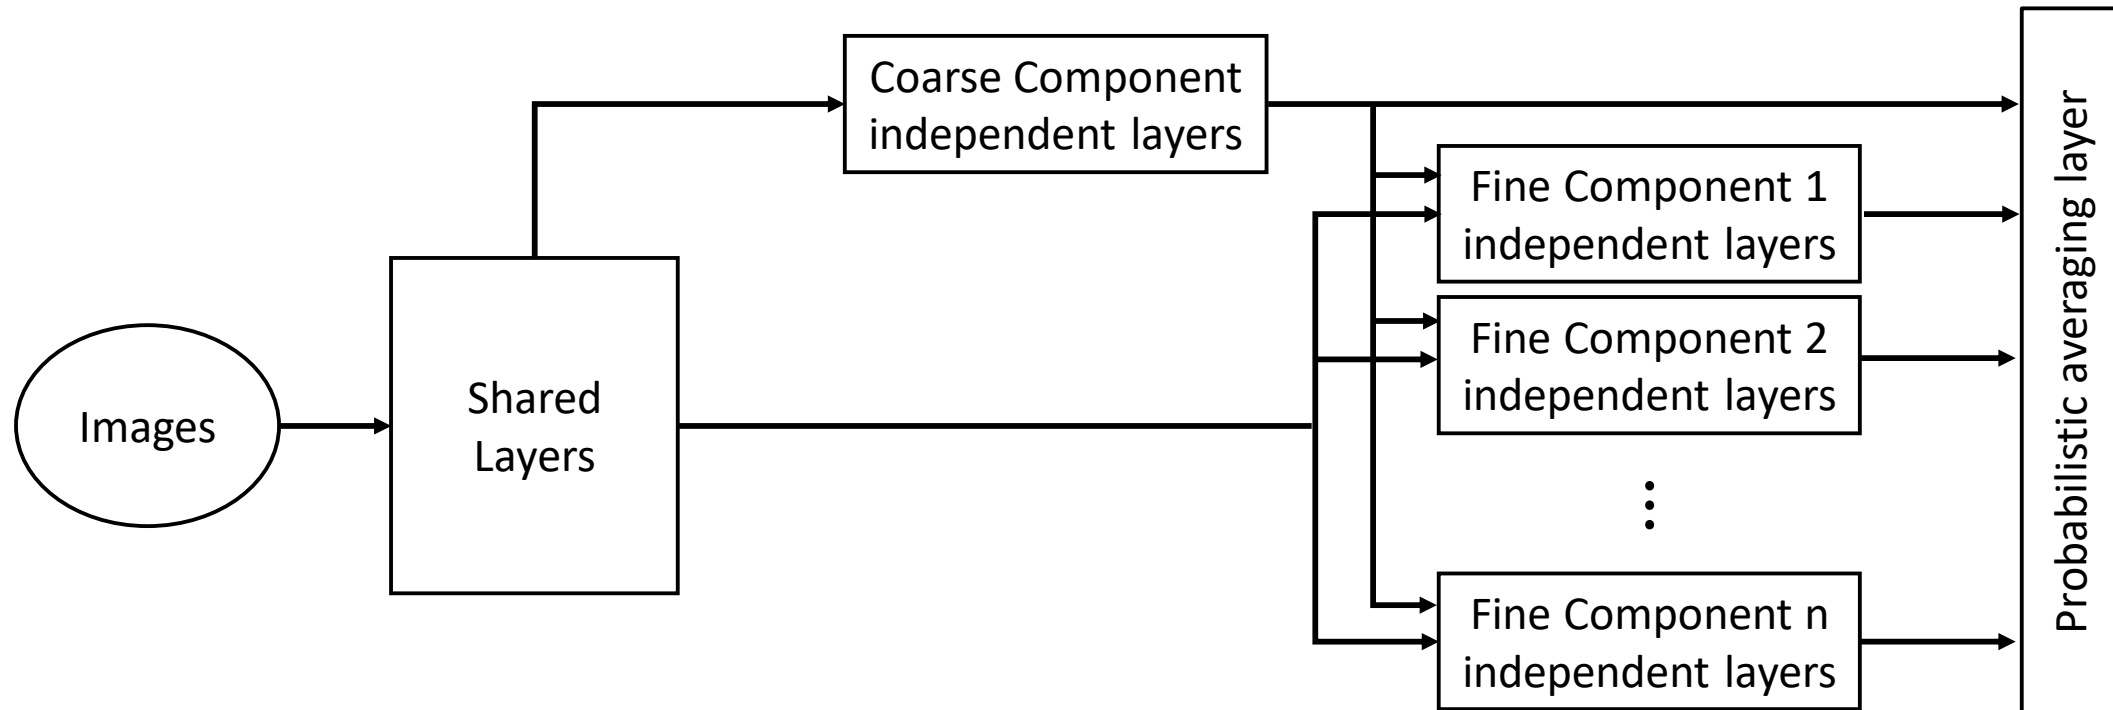 Images
Shared
Layers
Coarse Component
independent layers
Fine Component 1
independent layers
Fine Component 2
independent layers
⋮
Fine Component n
independent layers
Probabilistic averaging layer